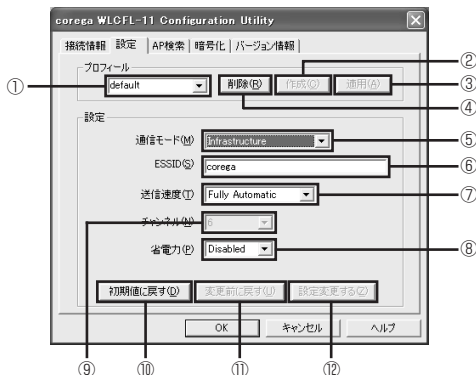 corega WLCFL-11 Configuration Utility
接続情報 設定 AP検索 暗号化 バージョン情報
プロフィール
① default 削除(R) 作成(C) 適用(A)
②
③
④
設定
通信モード(M) Infrastructure ⑤
ESSID(S) corega ⑥
送信速度(T) Fully Automatic ⑦
チャンネル(N) 6
省電力(P) Disabled ⑧
初期値に戻す(D) 変更前に戻す(U) 設定変更する(Z)
OK キャンセル ヘルプ
⑨ ⑩ ⑪ ⑫